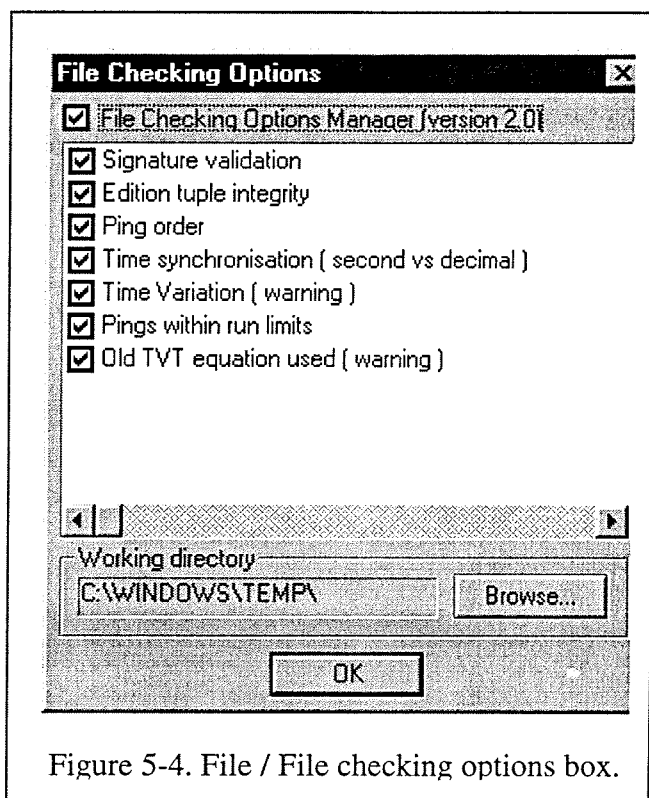 File Checking Options
File Checking Options Manager (version 2.0)
Signature validation
Edition tuple integrity
Ping order
Time synchronisation ( second vs decimal )
Time Variation ( warning )
Pings within run limits
Old TVT equation used ( warning )
Working directory
C:\WINDOWS\TEMP\
Browse...
OK
Figure 5-4. File / File checking options box.